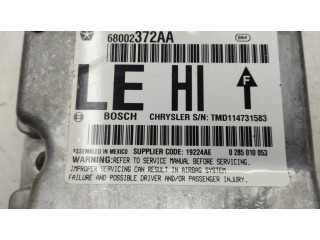 68002372AA
664
LE HI
F
BOSCH CHRYSLER S/N: TMD114731583
ASSEMBLED IN MEXICO SUPPLIER CODE: 19224AE 0 285 010 053
WARNING: REFER TO SERVICE MANUAL BEFORE SERVICING.
IMPROPER SERVICING CAN RESULT IN AIRBAG SYSTEM
FAILURE AND POSSIBLE DRIVER AND/OR PASSENGER INJURY.